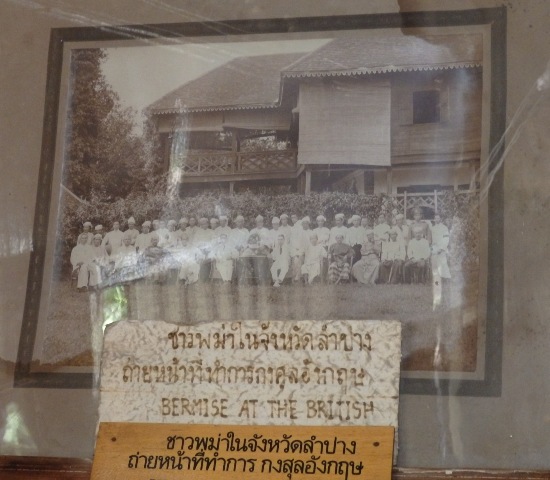 ชาวพม่าในจังหวัดลำปาง
ถ่ายหน้าที่ทำการกงสุลอังกฤษ
BERMISE AT THE BRITISH
ชาวพม่าในจังหวัดลำปาง
ถ่ายหน้าที่ทำการ กงสุลอังกฤษ